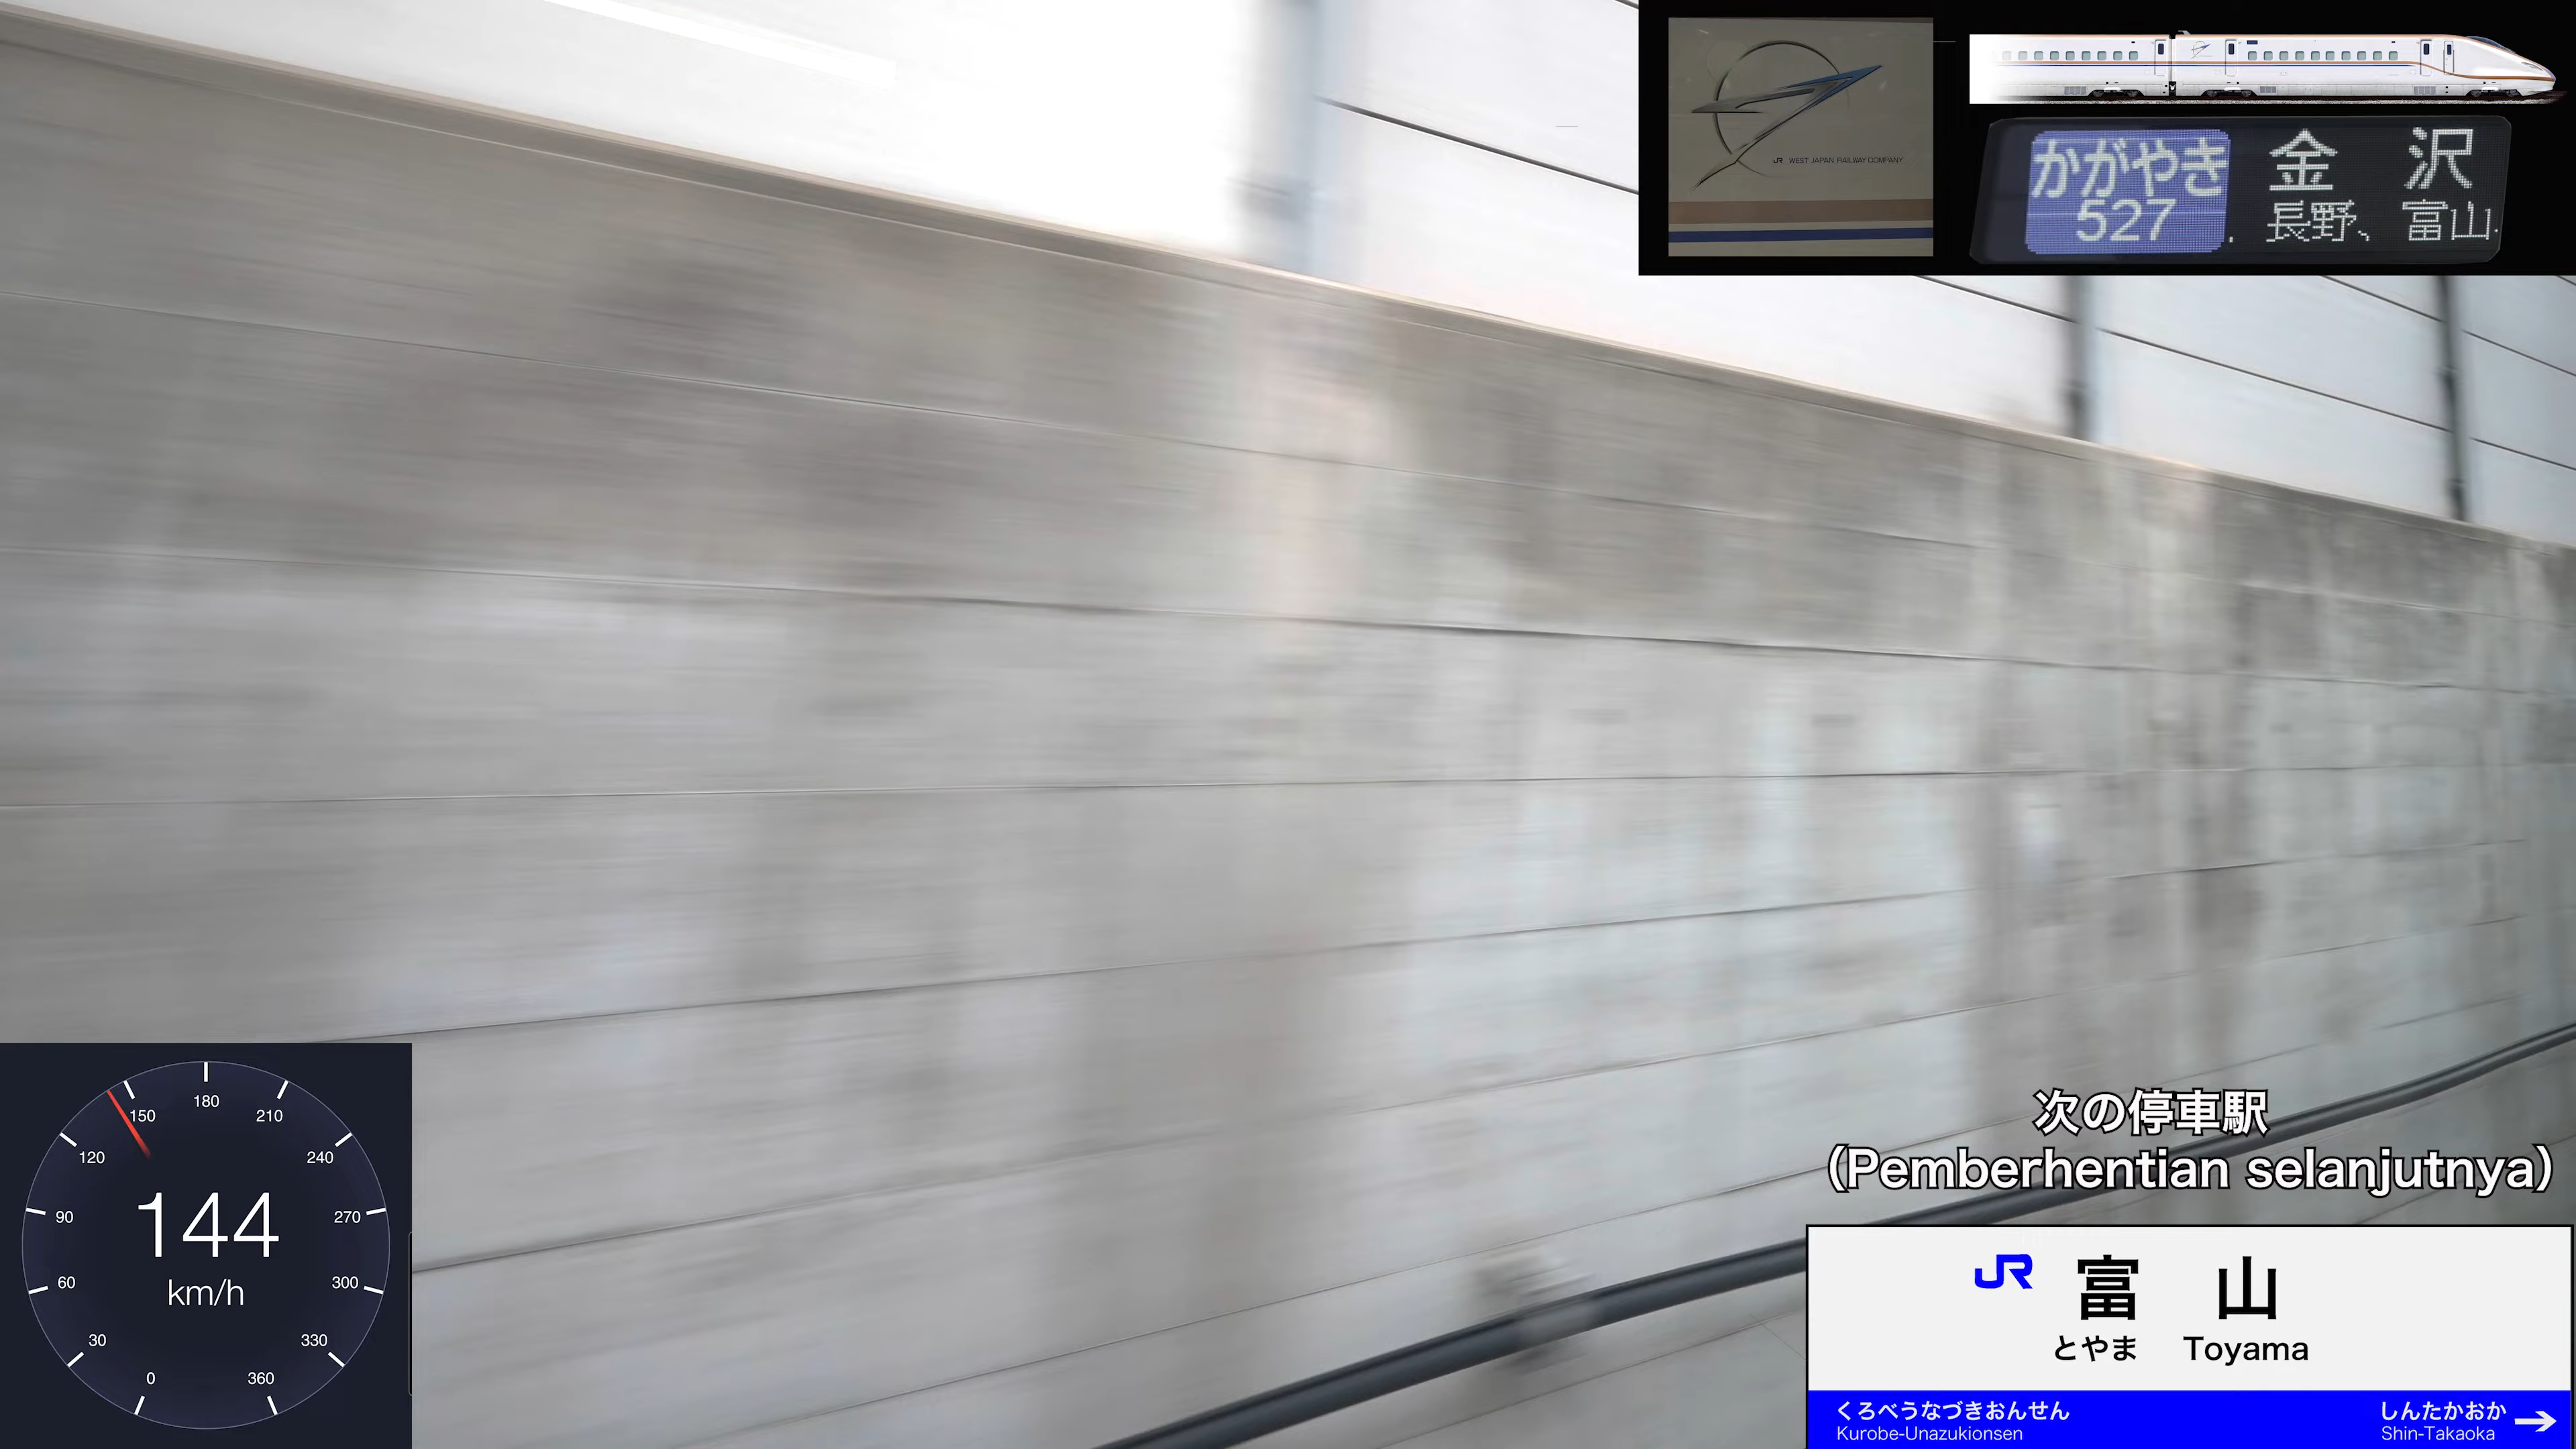 JR WEST JAPAN RAILWAY COMPANY
かがやき 金 沢
527 . 長野、 富山.
150 180 210
120 240
90 270
60 300
30 330
0 360
144
km/h
次の停車駅
(Pemberhentian selanjutnya)
JR 富 山
とやま Toyama
くろべうなづきおんせん しんたかおか →
Kurobe-Unazukionsen Shin-Takaoka